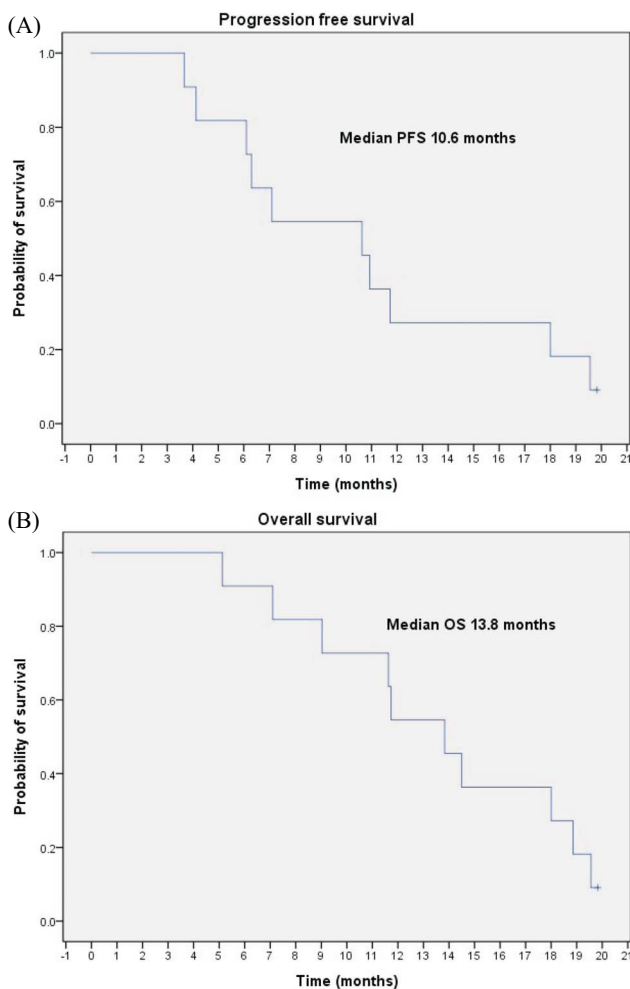 (A)
Progression free survival
1.0
0.8
0.6
0.4
0.2
0.0
Probability of survival
Median PFS 10.6 months
-1 0 1 2 3 4 5 6 7 8 9 10 11 12 13 14 15 16 17 18 19 20 21
Time (months)
(B)
Overall survival
1.0
0.8
0.6
0.4
0.2
0.0
Probability of survival
Median OS 13.8 months
-1 0 1 2 3 4 5 6 7 8 9 10 11 12 13 14 15 16 17 18 19 20 21
Time (months)